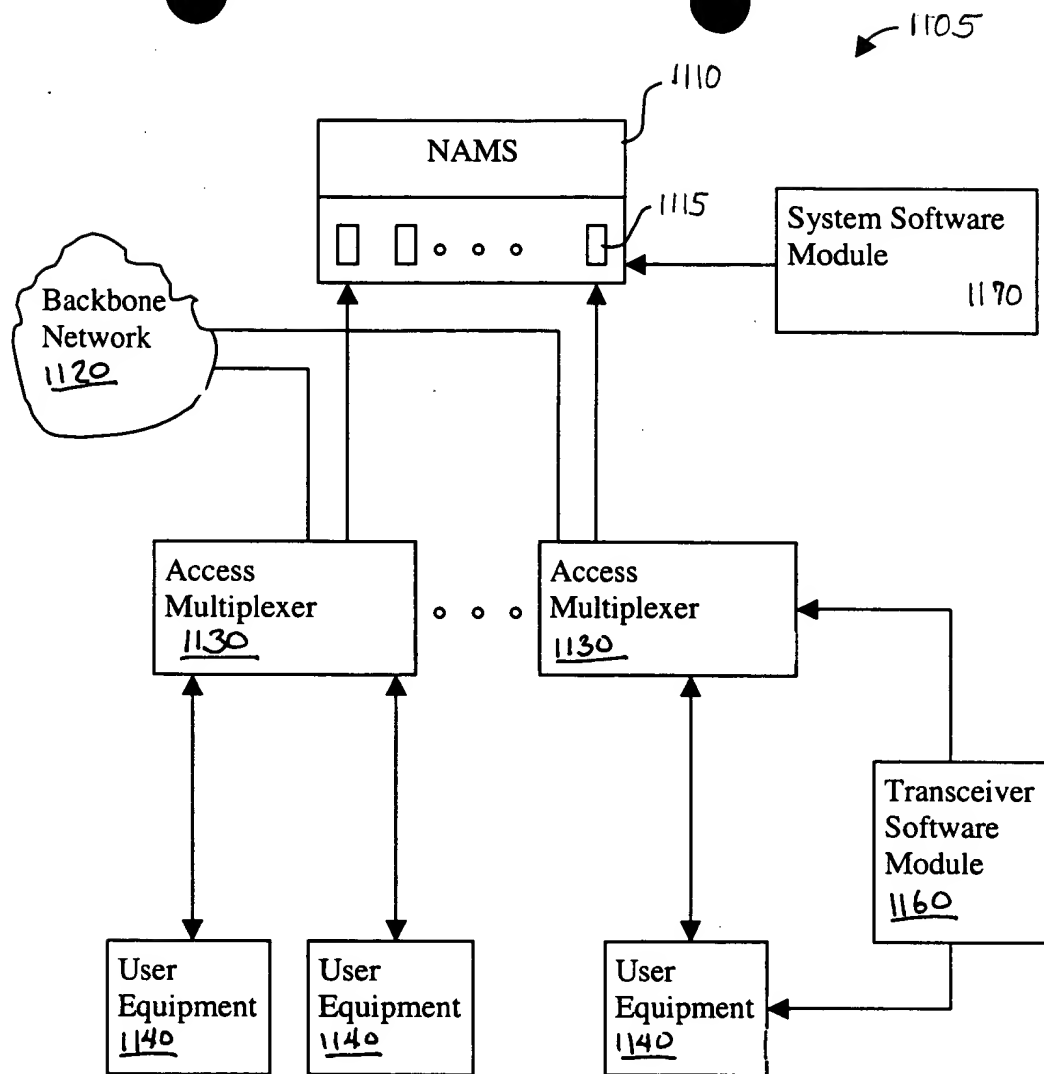 1105
1110
NAMS
1115
System Software
Module
1170
Backbone
Network
1120
Access
Multiplexer
1130
Access
Multiplexer
1130
Transceiver
Software
Module
1160
User
Equipment
1140
User
Equipment
1140
User
Equipment
1140